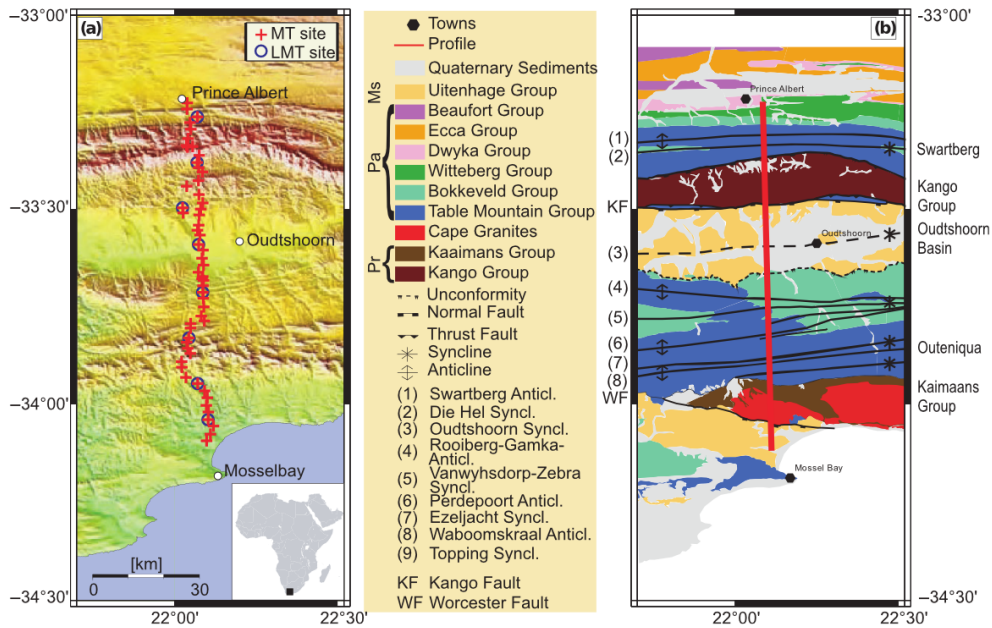 (a)
MT site
LMT site
Prince Albert
Oudtshoorn
Mosselbay
[km]
0
30
22°00'
22°30'
−33°00'
−33°30'
−34°00'
−34°30'
Towns
Profile
Quaternary Sediments
Ms
Uitenhage Group
Beaufort Group
Ecca Group
Dwyka Group
Pa
Witteberg Group
Bokkeveld Group
Table Mountain Group
Cape Granites
Pr
Kaaimans Group
Kango Group
Unconformity
Normal Fault
Thrust Fault
Syncline
Anticline
(1) Swartberg Anticl.
(2) Die Hel Syncl.
(3) Oudtshoorn Syncl.
(4) Rooiberg-Gamka-
Anticl.
(5) Vanwyhsdorp-Zebra
Syncl.
(6) Perdepoort Anticl.
(7) Ezeljacht Syncl.
(8) Waboomskraal Anticl.
(9) Topping Syncl.
KF Kango Fault
WF Worcester Fault
(b)
−33°00'
Prince Albert
(1)
(2)
Swartberg
Kango
Group
KF
Oudtshoorn
Oudtshoorn
Basin
(3)
(4)
(5)
(6)
Outeniqua
(7)
(8)
WF
Kaimaans
Group
Mossel Bay
−34°30'
22°00'
22°30'